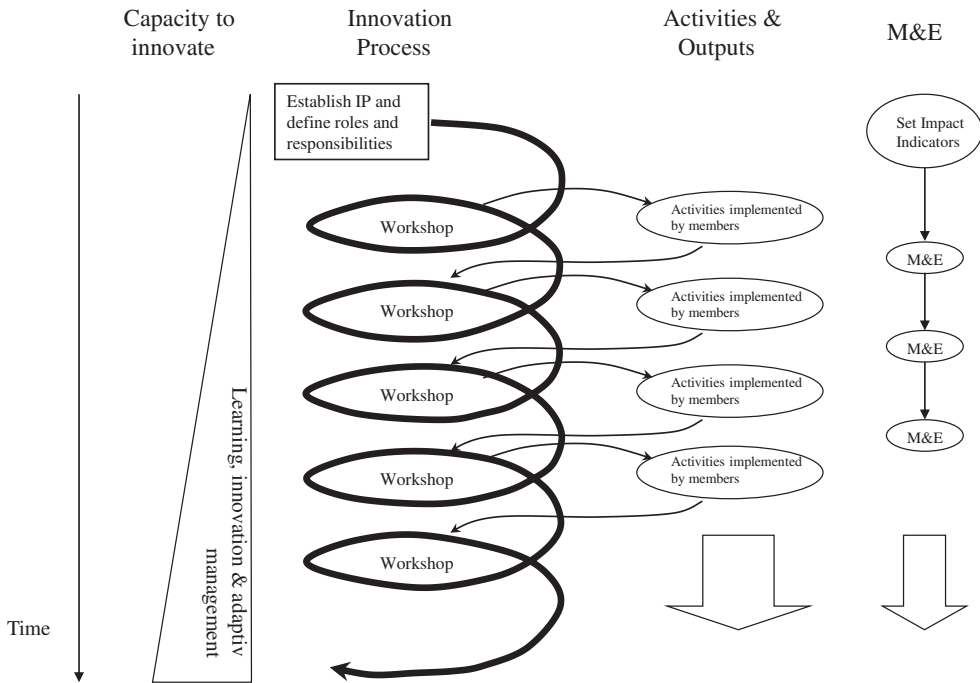 Capacity to
innovate
Innovation
Process
Activities &
Outputs
M&E
Establish IP and
define roles and
responsibilities
Set Impact
Indicators
Workshop
Activities implemented
by members
M&E
Workshop
Activities implemented
by members
M&E
Workshop
Activities implemented
by members
M&E
Workshop
Activities implemented
by members
Workshop
Learning, innovation & adaptiv
management
Time